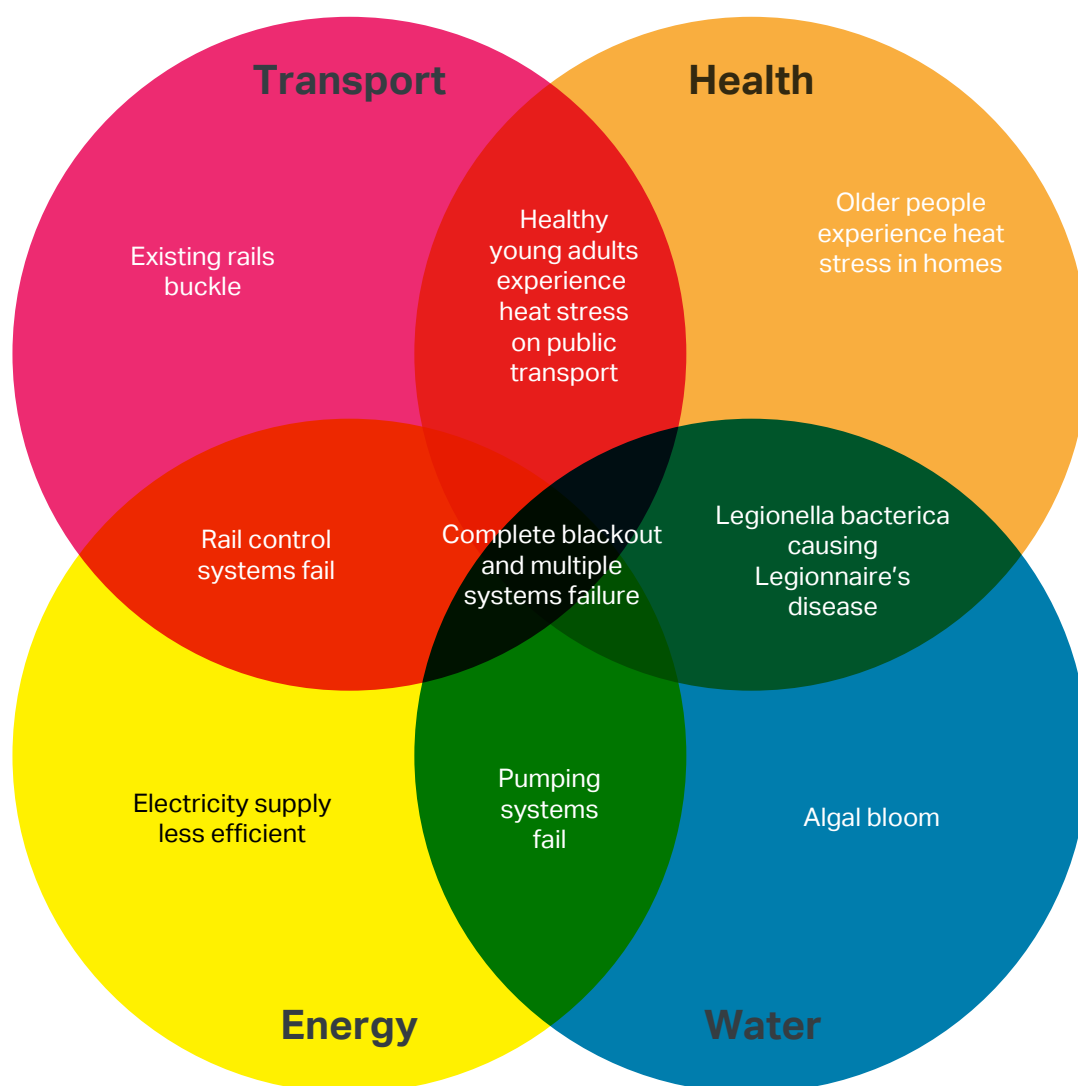 Transport
Health
Existing rails
buckle
Healthy
young adults
experience
heat stress
on public
transport
Older people
experience heat
stress in homes
Rail control
systems fail
Complete blackout
and multiple
systems failure
Legionella bacterica
causing
Legionnaire's
disease
Electricity supply
less efficient
Pumping
systems
fail
Algal bloom
Energy
Water